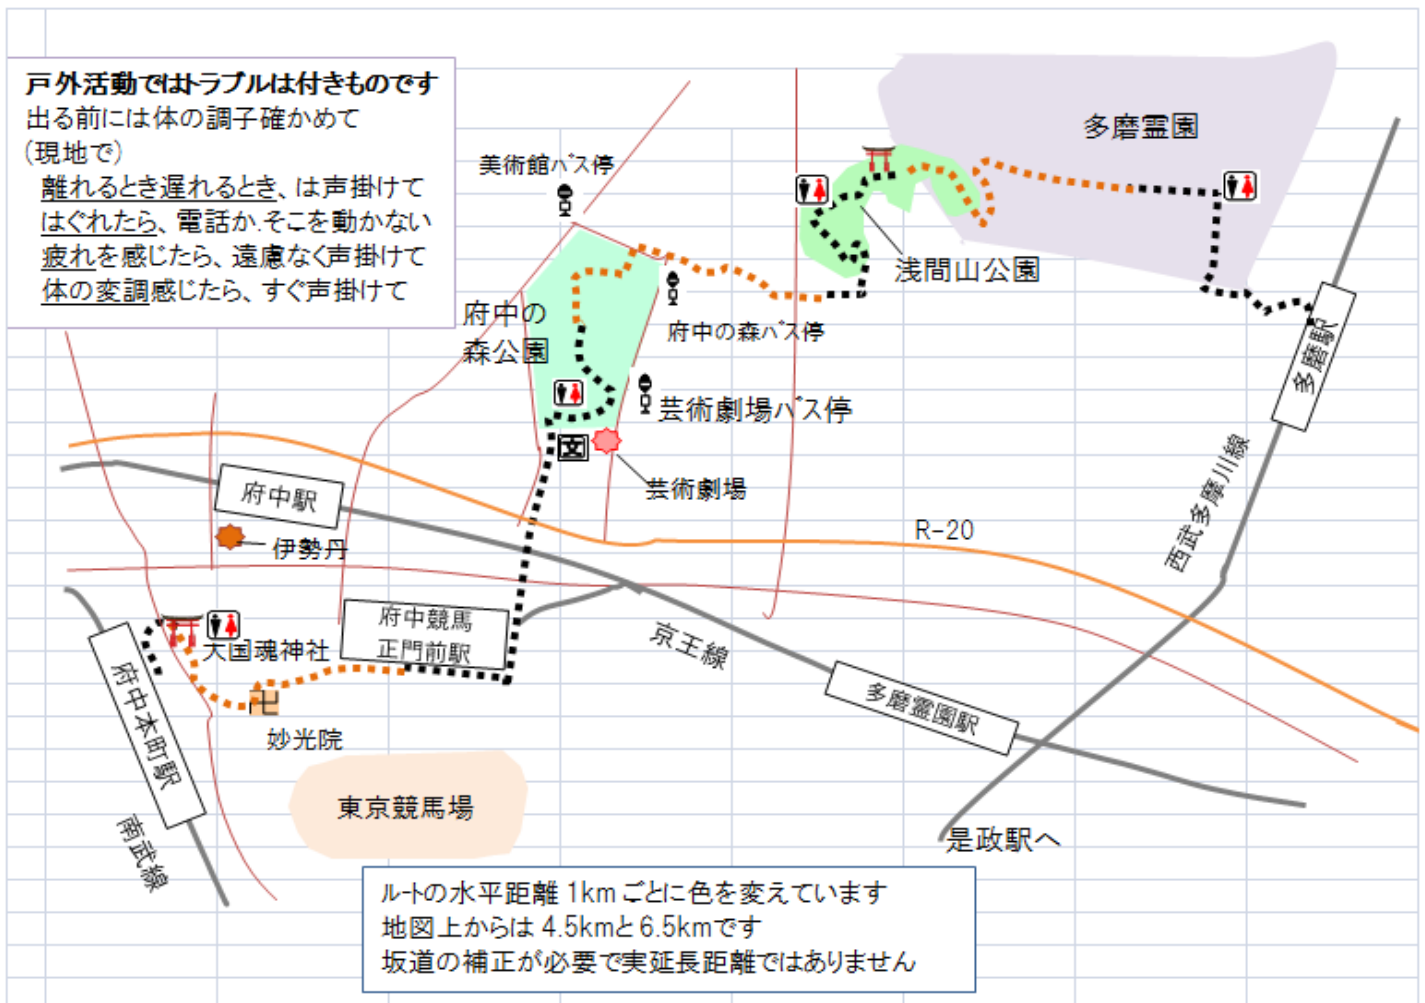 戸外活動ではトラブルは付きものです
出る前には体の調子確かめて
(現地で)
離れるとき遅れるとき、は声掛けて
はぐれたら、電話か.そこを動かない
疲れを感じたら、遠慮なく声掛けて
体の変調感じたら、すぐ声掛けて
多磨霊園
美術館バス停
浅間山公園
府中の
森公園
府中の森バス停
多磨駅
芸術劇場バス停
文
芸術劇場
西武多摩川線
府中駅
伊勢丹
R-20
府中競馬
正門前駅
京王線
大国魂神社
多磨霊園駅
府中本町駅
卍
妙光院
東京競馬場
南武線
是政駅へ
ルートの水平距離 1km ごとに色を変えています
地図上からは 4.5kmと 6.5kmです
坂道の補正が必要で実延長距離ではありません